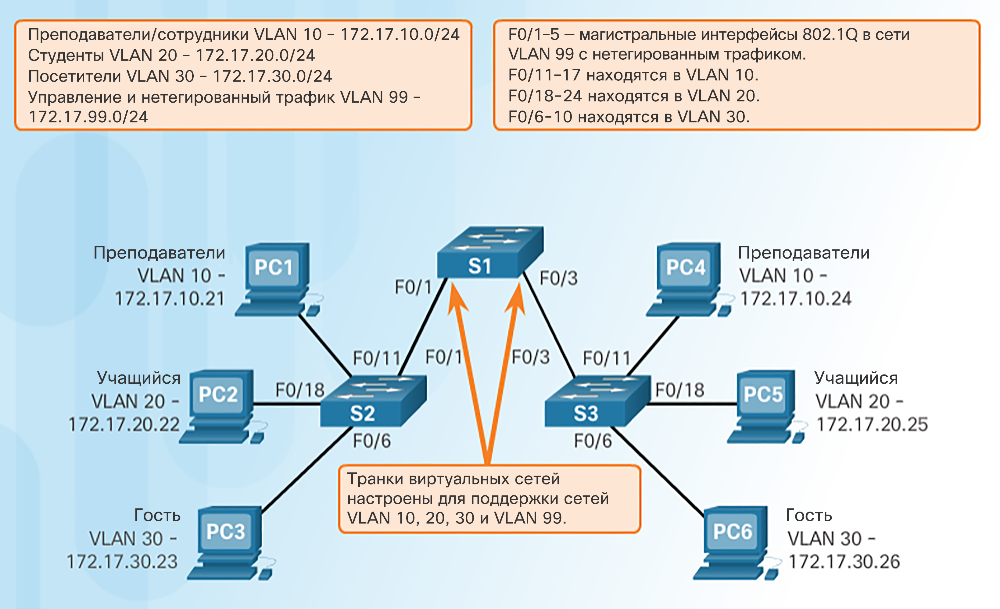 Преподаватели/сотрудники VLAN 10 – 172.17.10.0/24
Студенты VLAN 20 – 172.17.20.0/24
Посетители VLAN 30 – 172.17.30.0/24
Управление и нетегированный трафик VLAN 99 –
172.17.99.0/24
F0/1–5 — магистральные интерфейсы 802.1Q в сети
VLAN 99 с нетегированным трафиком.
F0/11–17 находятся в VLAN 10.
F0/18-24 находятся в VLAN 20.
F0/6-10 находятся в VLAN 30.
Преподаватели
VLAN 10 –
172.17.10.21
PC1
S1
F0/1
F0/3
PC4
Преподаватели
VLAN 10 –
172.17.10.24
F0/11
F0/1
F0/3
F0/11
Учащийся
VLAN 20 –
172.17.20.22
PC2
F0/18
S2
S3
F0/18
PC5
Учащийся
VLAN 20 –
172.17.20.25
F0/6
F0/6
Транки виртуальных сетей
настроены для поддержки сетей
VLAN 10, 20, 30 и VLAN 99.
Гость
VLAN 30 –
172.17.30.23
PC3
PC6
Гость
VLAN 30 –
172.17.30.26